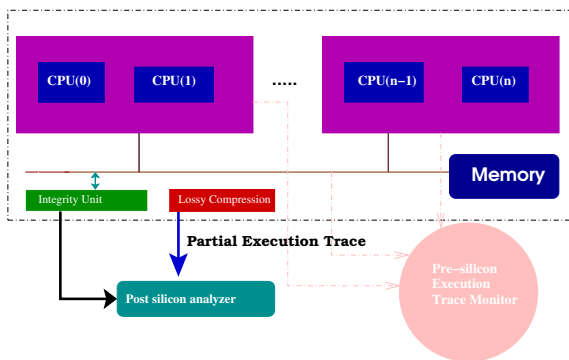 CPU(0)
CPU(1)
.....
CPU(n−1)
CPU(n)
Memory
Integrity Unit
Lossy Compression
Partial Execution Trace
Post silicon analyzer
Pre−silicon
Execution
Trace Monitor